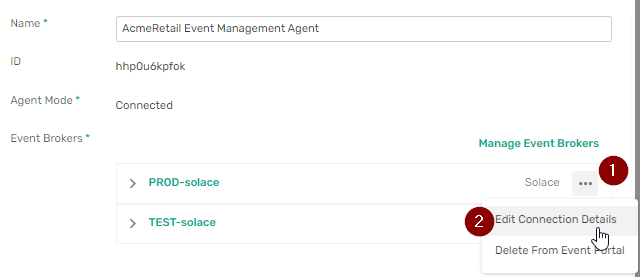 Name *
AcmeRetail Event Management Agent
ID
hhp0u6kpfok
Agent Mode *
Connected
Event Brokers *
Manage Event Brokers
PROD-solace
Solace
1
TEST-solace
2
Edit Connection Details
Delete From Event Portal